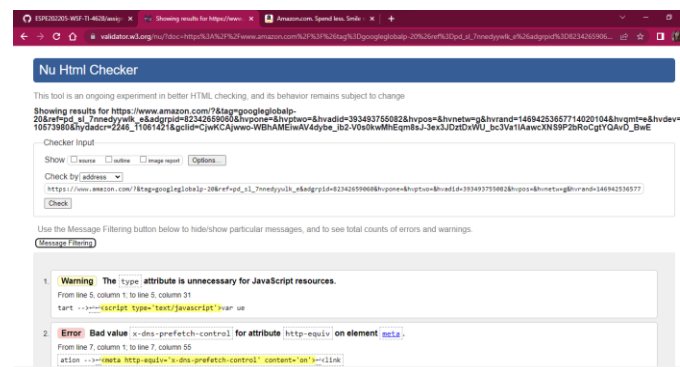 ESPE202205-WSF-TI-4628/assign
Showing results for https://www.
Amazon.com. Spend less. Smile
validator.w3.org/nu/?doc=https%3A%2F%2Fwww.amazon.com%2F%3F%26tag%3Dgoogleglobalp-20%26ref%3Dpd_sl_7nnedyywlk_e%26adgrpid%3D8234265906...
Nu Html Checker
This tool is an ongoing experiment in better HTML checking, and its behavior remains subject to change
Showing results for https://www.amazon.com/?&tag=googleglobalp-
20&ref=pd_sl_7nnedyywlk_e&adgrpid=82342659060&hvpone=&hvptwo=&hvadid=393493755082&hvpos=&hvnetw=g&hvrand=14694253657714020104&hvqmt=e&hvdev=
10573980&hydadcr=2246_11061421&gclid=CjwKCAjwwo-WBhAMEiwAV4dybe_ib2-V0s0kwMhEqm8sJ-3ex3JDztDxWU_bc3Va1lAawcXNS9P2bRoCgtYQAvD_BwE
Checker Input
Show source outline image report Options...
Check by address
https://www.amazon.com/?&tag=googleglobalp-20&ref=pd_sl_7nnedyywlk_e&adgrpid=82342659060&hvpone=&hvptwo=&hvadid=393493755082&hvpos=&hvnetw=g&hvrand=146942536577
Check
Use the Message Filtering button below to hide/show particular messages, and to see total counts of errors and warnings.
Message Filtering
1. Warning The type attribute is unnecessary for JavaScript resources.
From line 5, column 1; to line 5, column 31
tart -->↩↩<script type='text/javascript'>var ue
2. Error Bad value x-dns-prefetch-control for attribute http-equiv on element meta.
From line 7, column 1; to line 7, column 55
ation -->↩↩<meta http-equiv='x-dns-prefetch-control' content='on'>↩<link